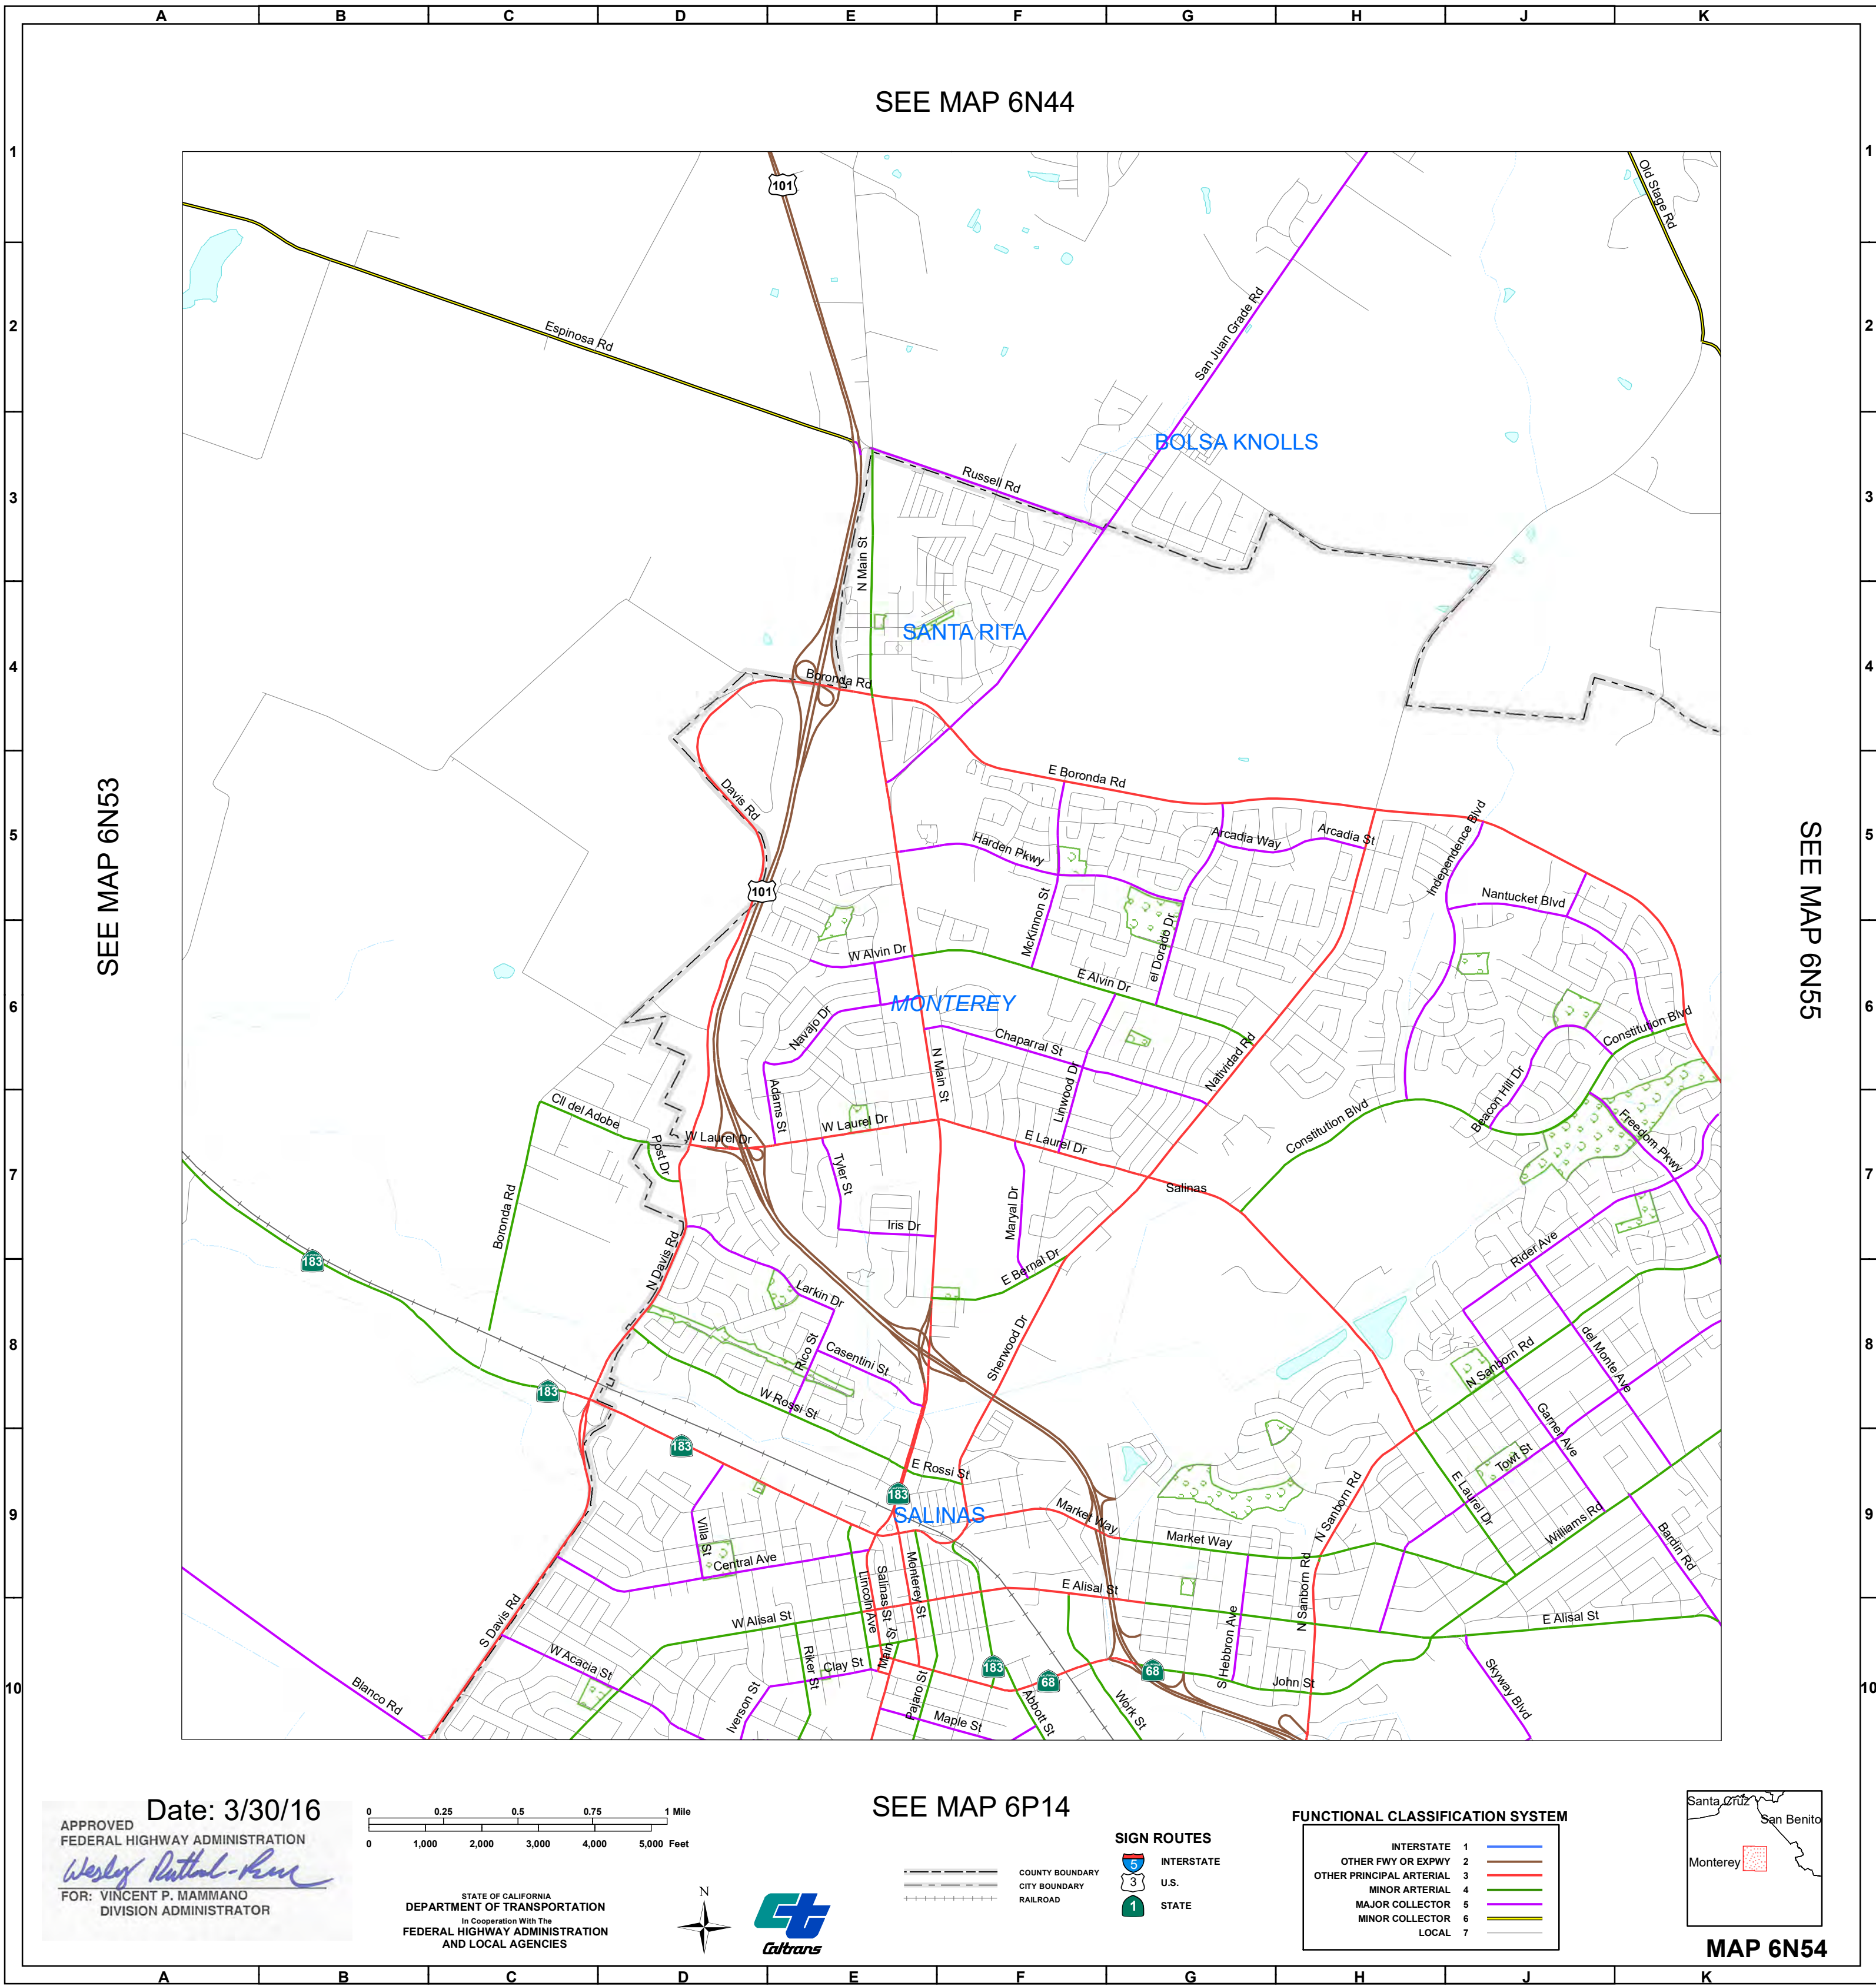 A B C D E F G H J K
SEE MAP 6N44
1 1
101
Old Stage Rd
2 2
Espinosa Rd
San Juan Grade Rd
BOLSA KNOLLS
Russell Rd
3 3
N Main St
SANTA RITA
4 4
Boronda Rd
SEE MAP 6N53
SEE MAP 6N55
E Boronda Rd
Davis Rd
5 5
Harden Pkwy
Arcadia Way
Arcadia St
Independence Blvd
101
McKinnon St
Nantucket Blvd
W Alvin Dr
el Dorado Dr
E Alvin Dr
6 6
MONTEREY
Navajo Dr
Chaparral St
Constitution Blvd
N Main St
Natividad Rd
Linwood Dr
Adams St
Cll del Adobe
W Laurel Dr
W Laurel Dr
E Laurel Dr
Constitution Blvd
Beacon Hill Dr
Freedom Pkwy
Post Dr
7 7
Tyler St
Salinas
Maryal Dr
Boronda Rd
Iris Dr
183
N Davis Rd
E Bernal Dr
Rider Ave
Larkin Dr
8 8
Rico St
Casentini St
Sherwood Dr
N Sanborn Rd
del Monte Ave
183
W Rossi St
Garner Ave
183
E Rossi St
Towt St
183
SALINAS
Market Way
N Sanborn Rd
E Laurel Dr
9 9
Villa St
Market Way
Williams Rd
Bardin Rd
Central Ave
Lincoln Ave
Salinas St
Monterey St
E Alisal St
N Sanborn Rd
W Alisal St
E Alisal St
S Davis Rd
S Hebbron Ave
W Acacia St
Riker St
Clay St
Main St
183
68
68
John St
Skyway Blvd
10 10
Blanco Rd
Iverson St
Pajaro St
Maple St
Abbott St
Work St
Date: 3/30/16
APPROVED
FEDERAL HIGHWAY ADMINISTRATION
FOR: VINCENT P. MAMMANO
DIVISION ADMINISTRATOR
0 0.25 0.5 0.75 1 Mile
0 1,000 2,000 3,000 4,000 5,000 Feet
STATE OF CALIFORNIA
DEPARTMENT OF TRANSPORTATION
In Cooperation With The
FEDERAL HIGHWAY ADMINISTRATION
AND LOCAL AGENCIES
N
Caltrans
SEE MAP 6P14
COUNTY BOUNDARY
CITY BOUNDARY
RAILROAD
SIGN ROUTES
5 INTERSTATE
3 U.S.
1 STATE
FUNCTIONAL CLASSIFICATION SYSTEM
INTERSTATE 1
OTHER FWY OR EXPWY 2
OTHER PRINCIPAL ARTERIAL 3
MINOR ARTERIAL 4
MAJOR COLLECTOR 5
MINOR COLLECTOR 6
LOCAL 7
Santa Cruz
San Benito
Monterey
MAP 6N54
A B C D E F G H J K